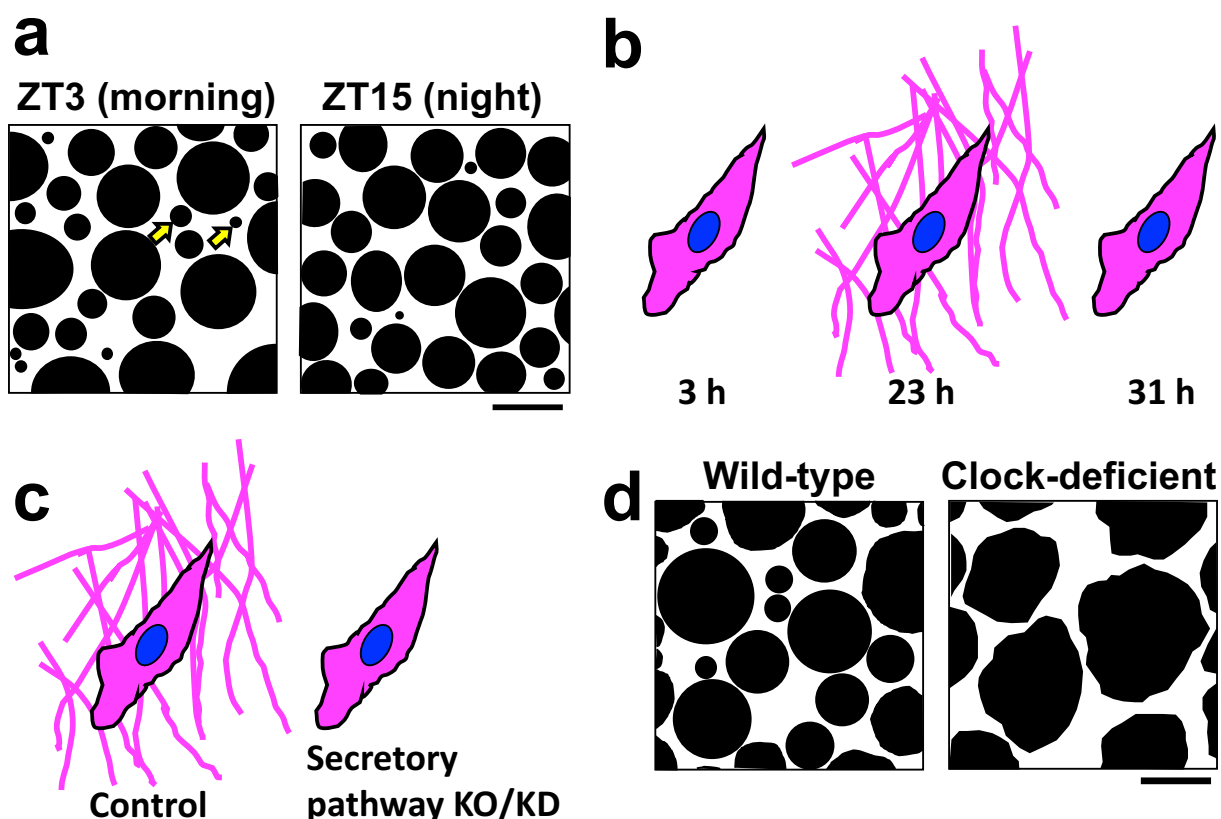 a
ZT3 (morning)
ZT15 (night)
b
3 h
23 h
31 h
c
Control
Secretory
pathway KO/KD
d
Wild-type
Clock-deficient